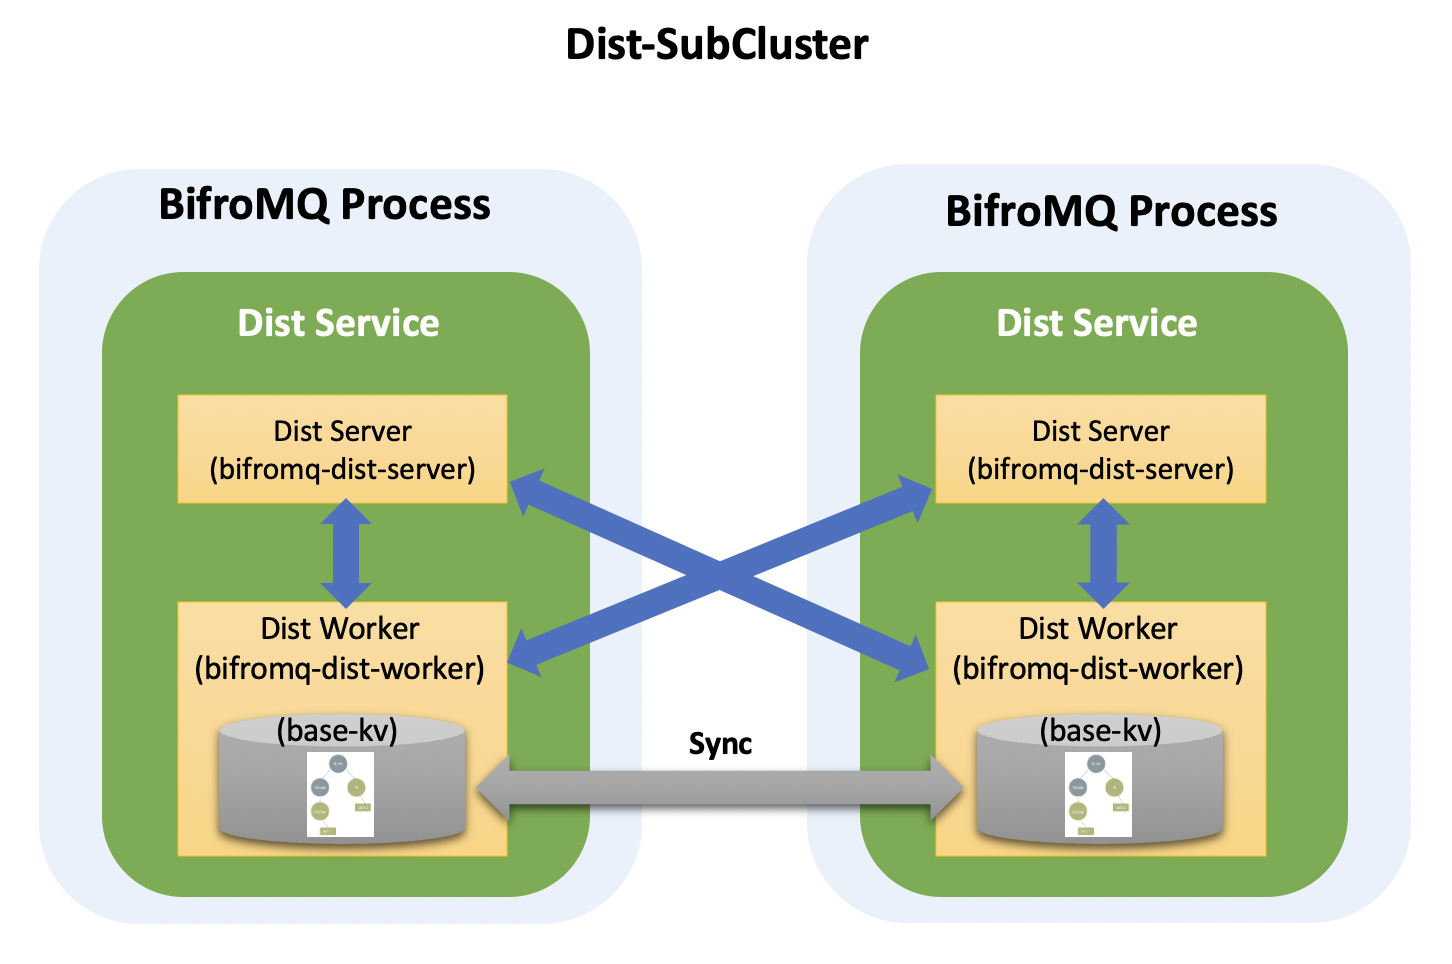 Dist-SubCluster
BifroMQ Process
Dist Service
Dist Server
(bifromq-dist-server)
Dist Worker
(bifromq-dist-worker)
(base-kv)
Sync
BifroMQ Process
Dist Service
Dist Server
(bifromq-dist-server)
Dist Worker
(bifromq-dist-worker)
(base-kv)